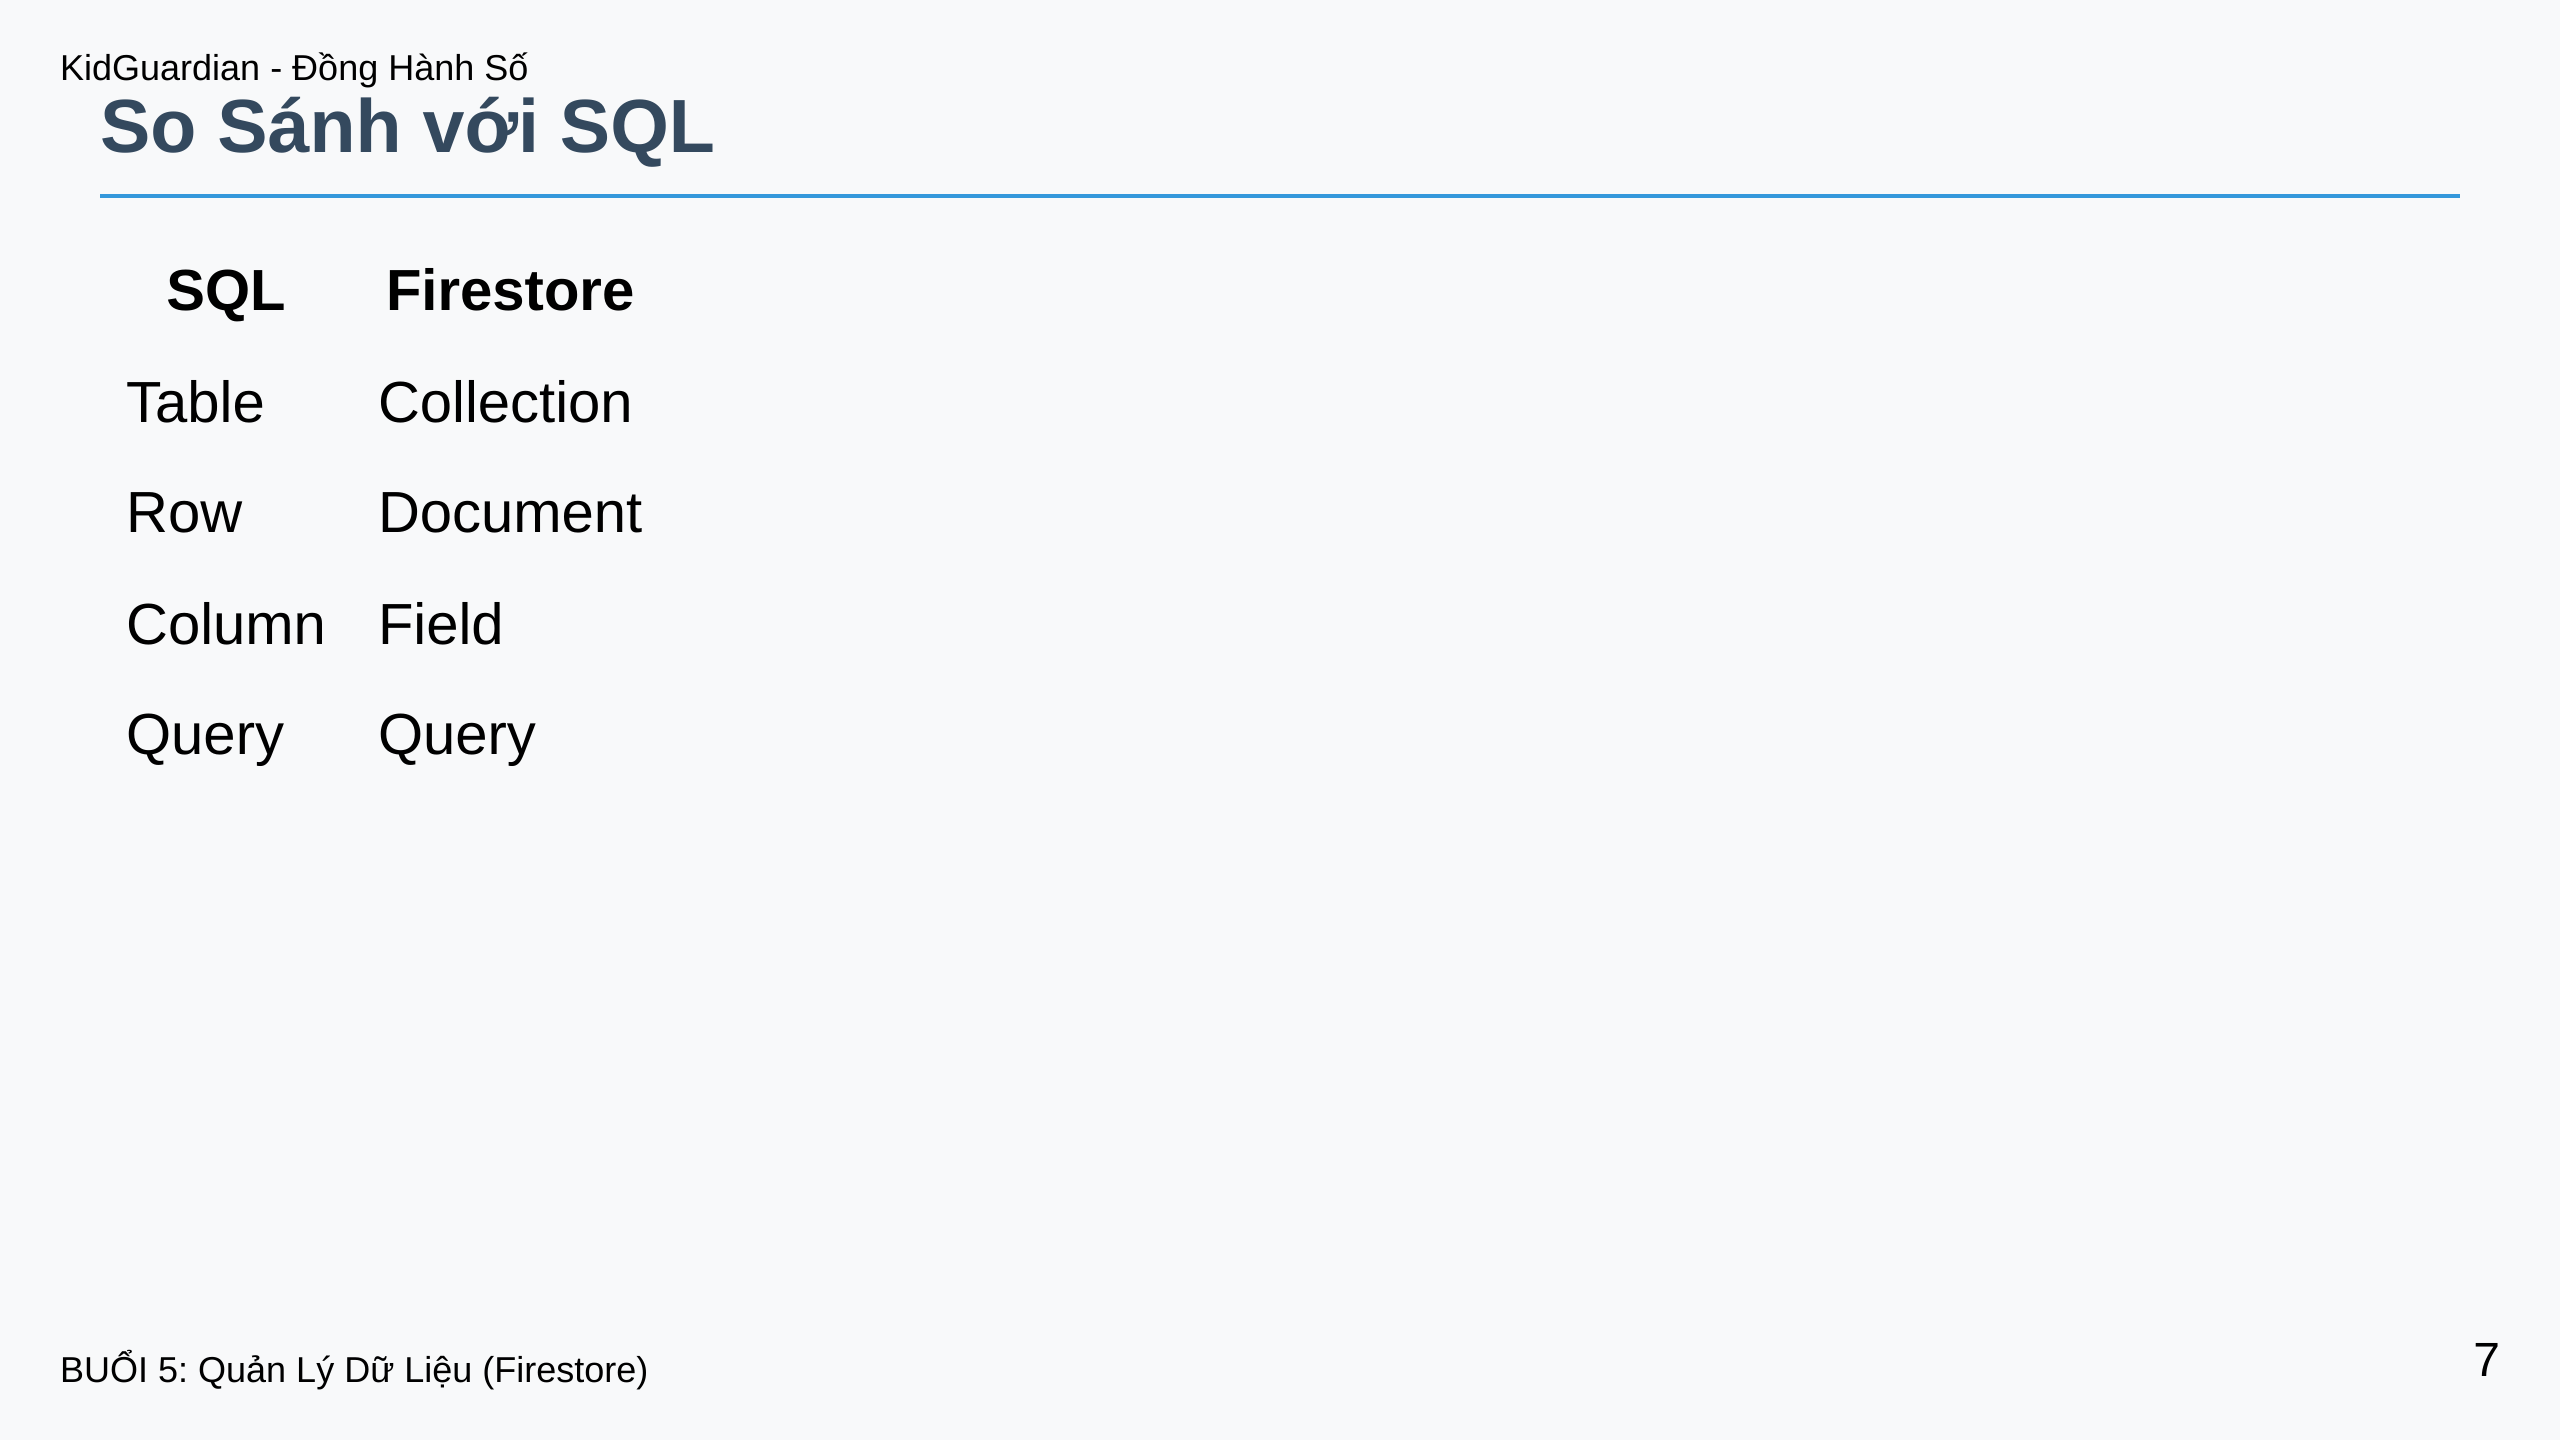 KidGuardian - Đồng Hành Số
So Sánh với SQL
SQL Firestore
Table Collection
Row Document
Column Field
Query Query
BUỔI 5: Quản Lý Dữ Liệu (Firestore)
7